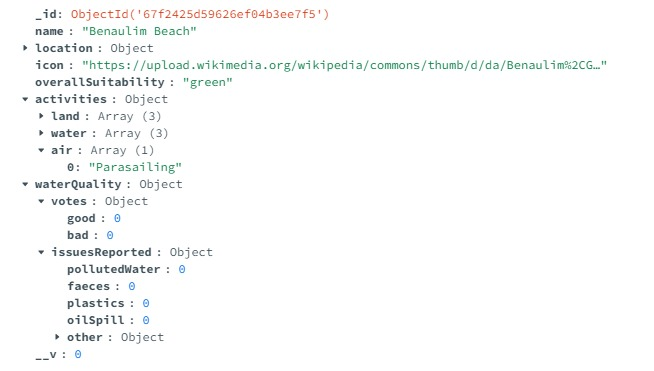 _id: ObjectId('67f2425d59626ef04b3ee7f5')
name : "Benaulim Beach"
location : Object
icon : "https://upload.wikimedia.org/wikipedia/commons/thumb/d/da/Benaulim%2CG…"
overallSuitability : "green"
activities : Object
land : Array (3)
water : Array (3)
air : Array (1)
0: "Parasailing"
waterQuality : Object
votes : Object
good : 0
bad : 0
issuesReported : Object
pollutedWater : 0
faeces : 0
plastics : 0
oilSpill : 0
other : Object
__v : 0